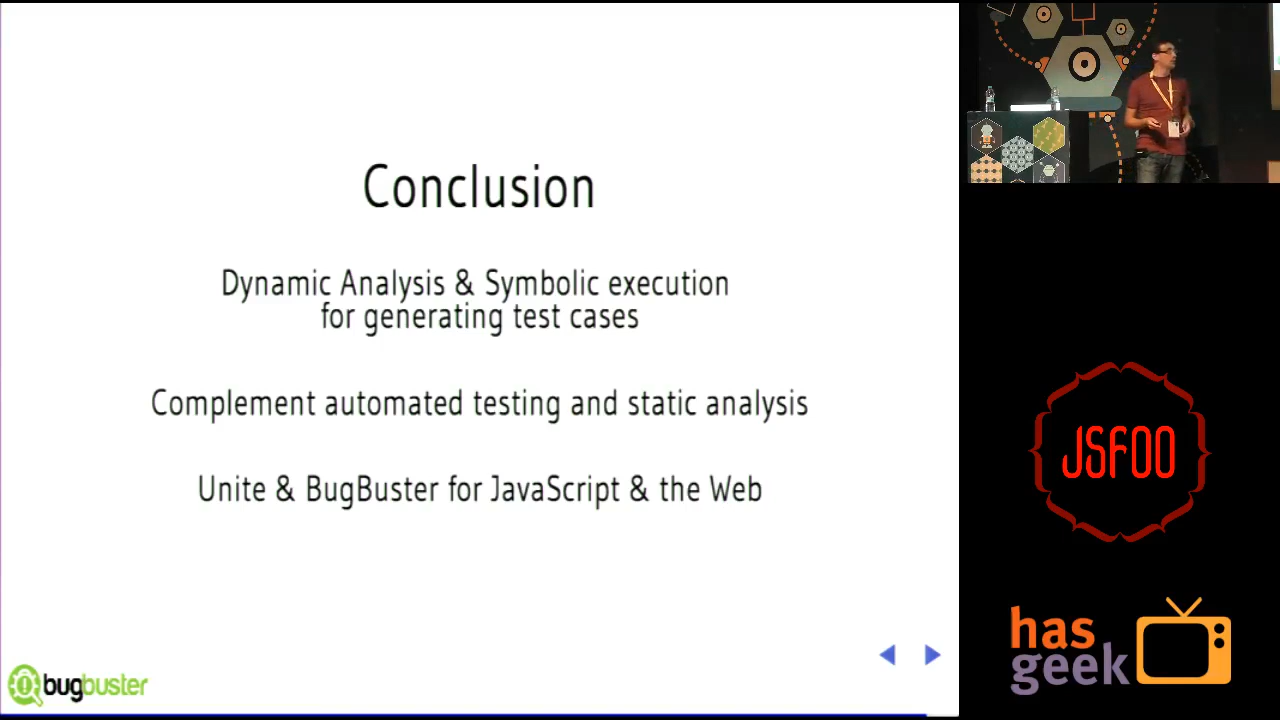 Conclusion
Dynamic Analysis & Symbolic execution
for generating test cases
Complement automated testing and static analysis
Unite & BugBuster for JavaScript & the Web
bugbuster
JSFOO
has
geek